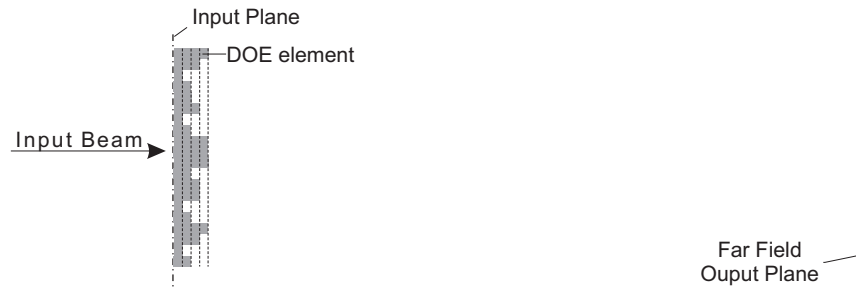 Input Plane
DOE element
Input Beam
Far Field
Ouput Plane